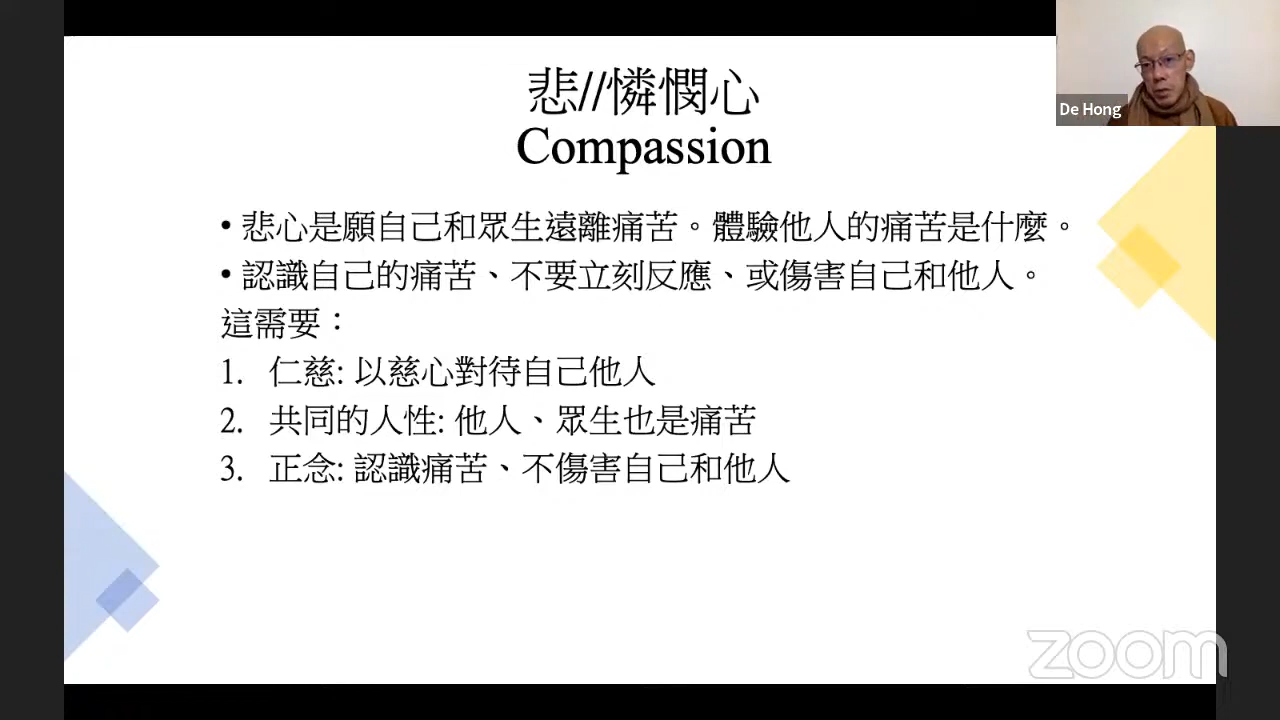 悲//憐憫心
Compassion
De Hong
• 悲心是願自己和眾生遠離痛苦。體驗他人的痛苦是什麼。
• 認識自己的痛苦、不要立刻反應、或傷害自己和他人。
這需要：
1. 仁慈: 以慈心對待自己他人
2. 共同的人性: 他人、眾生也是痛苦
3. 正念: 認識痛苦、不傷害自己和他人
zoom